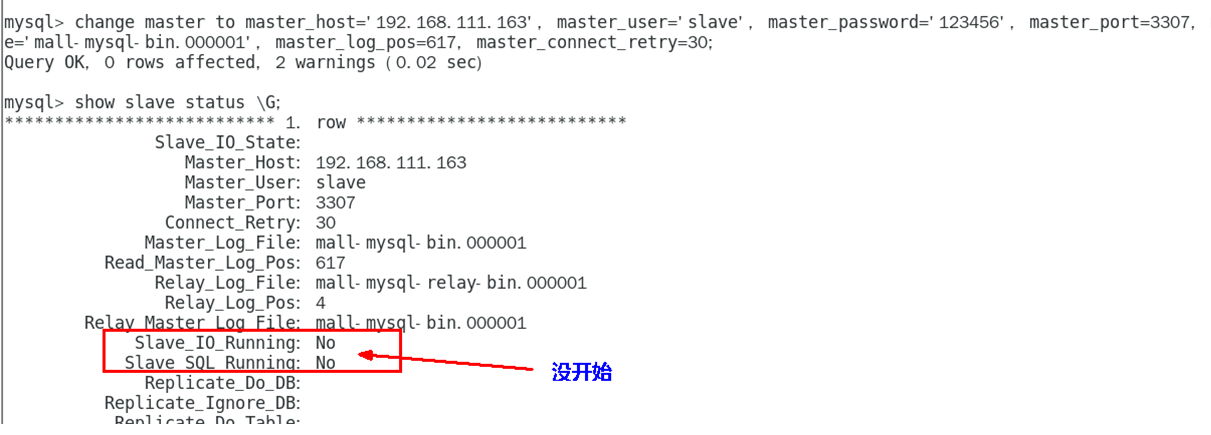 mysql> change master to master_host='192.168.111.163', master_user='slave', master_password='123456', master_port=3307,
e='mall-mysql-bin.000001', master_log_pos=617, master_connect_retry=30;
Query OK, 0 rows affected, 2 warnings (0.02 sec)
mysql> show slave status \G;
*************************** 1. row ***************************
Slave_IO_State:
Master_Host: 192.168.111.163
Master_User: slave
Master_Port: 3307
Connect_Retry: 30
Master_Log_File: mall-mysql-bin.000001
Read_Master_Log_Pos: 617
Relay_Log_File: mall-mysql-relay-bin.000001
Relay_Log_Pos: 4
Relay_Master_Log_File: mall-mysql-bin.000001
Slave_IO_Running: No
Slave_SQL_Running: No
没开始
Replicate_Do_DB:
Replicate_Ignore_DB:
Replicate_Do_Table: